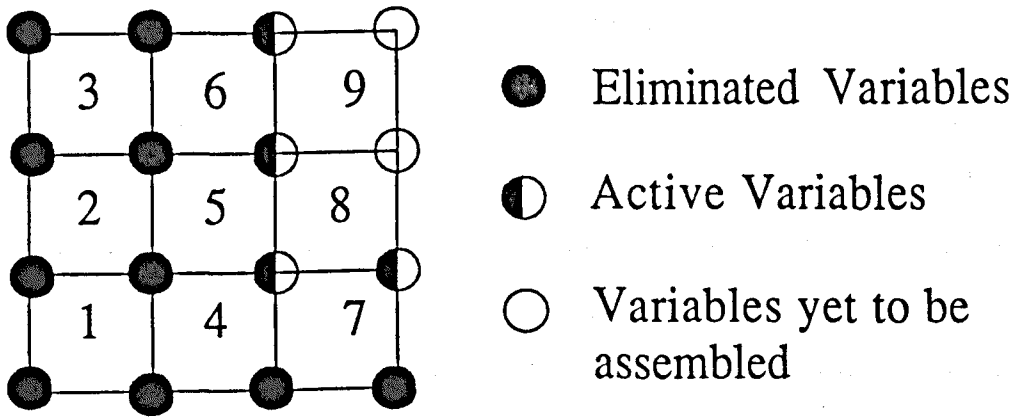 3 6 9
Eliminated Variables
2 5 8
Active Variables
1 4 7
Variables yet to be
assembled